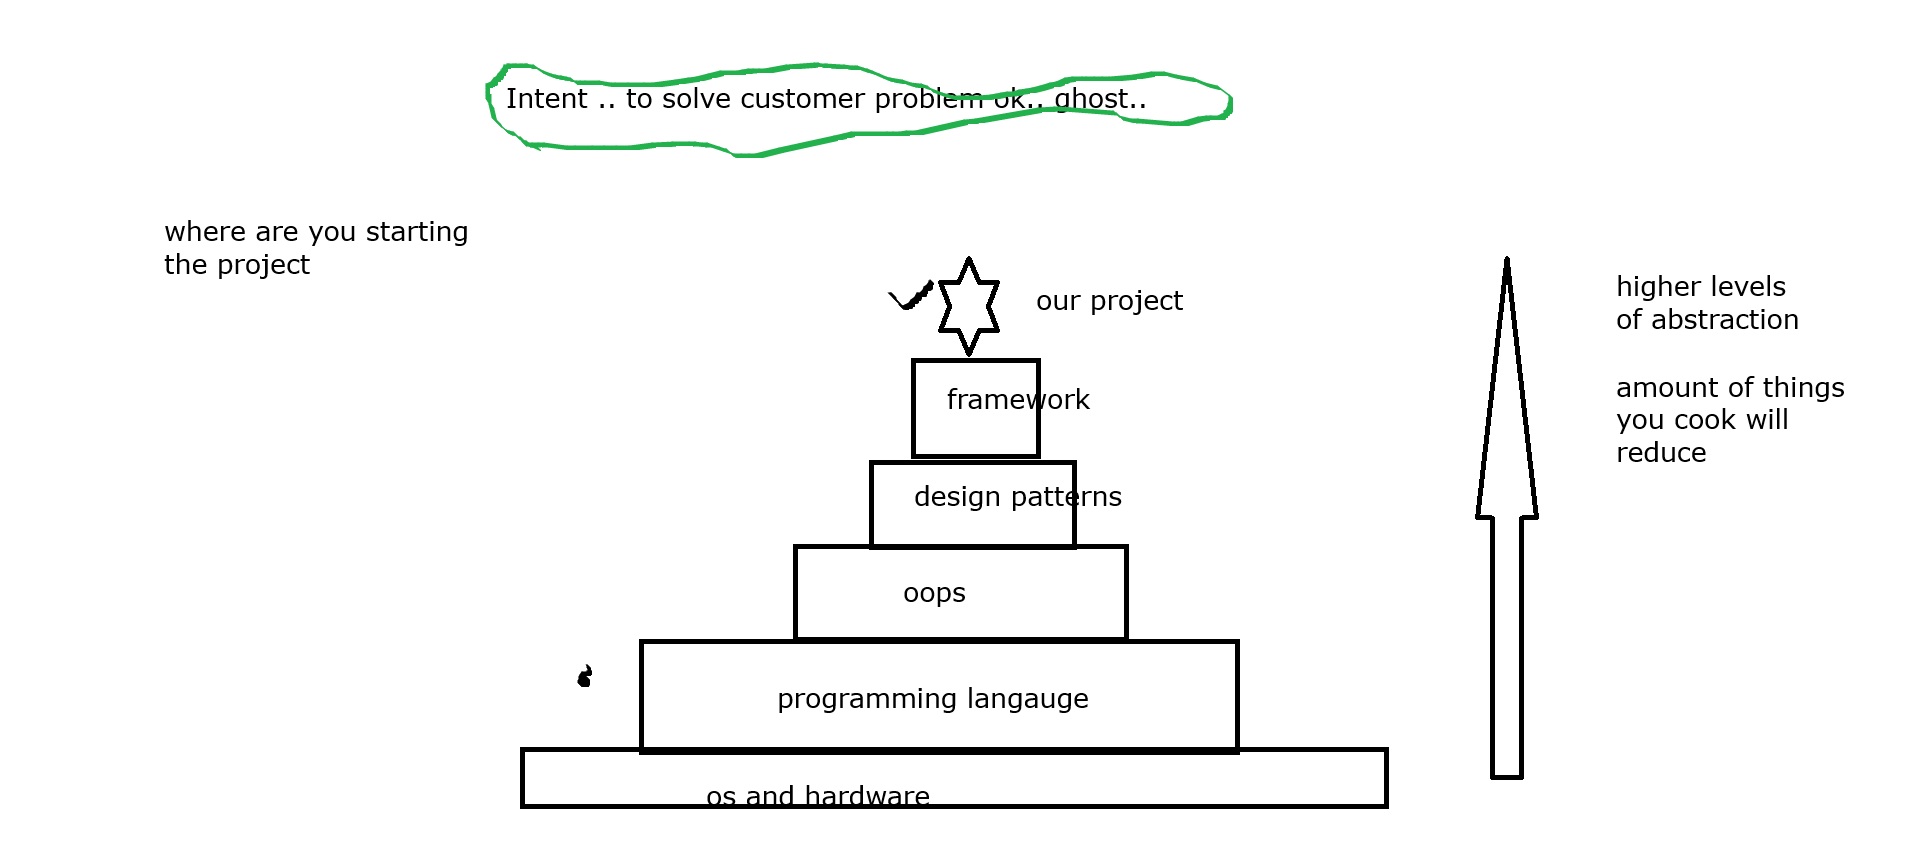 Intent .. to solve customer problem ok.. ghost..
where are you starting
the project
our project
higher levels
of abstraction
amount of things
you cook will
reduce
framework
design patterns
oops
programming langauge
os and hardware